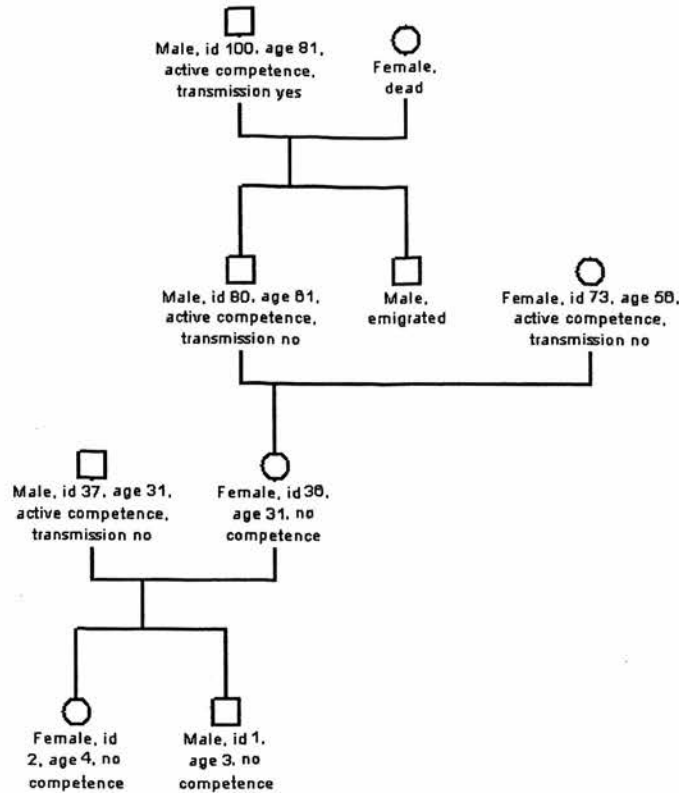 Male, id 100, age 81,
active competence,
transmission yes
Female,
dead
Male, id 80, age 61,
active competence,
transmission no
Male,
emigrated
Female, id 73, age 58,
active competence,
transmission no
Male, id 37, age 31,
active competence,
transmission no
Female, id 36,
age 31, no
competence
Female, id
2, age 4, no
competence
Male, id 1,
age 3, no
competence